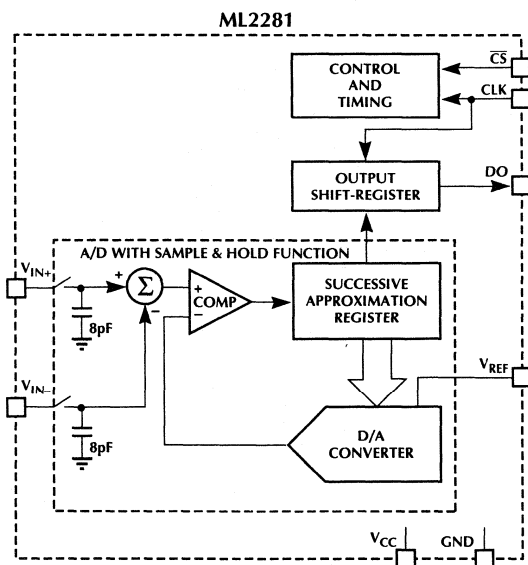 ML2281
CONTROL
AND
TIMING
CS
CLK
OUTPUT
SHIFT-REGISTER
DO
A/D WITH SAMPLE & HOLD FUNCTION
VIN+
+
Σ
−
8pF
+
COMP
−
SUCCESSIVE
APPROXIMATION
REGISTER
VREF
VIN−
8pF
D/A
CONVERTER
VCC
GND